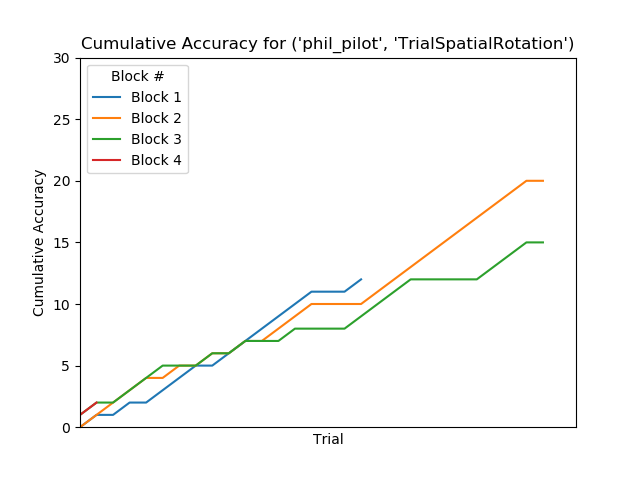 Cumulative Accuracy for ('phil_pilot', 'TrialSpatialRotation')
30
25
20
15
10
5
0
Cumulative Accuracy
Block #
Block 1
Block 2
Block 3
Block 4
Trial